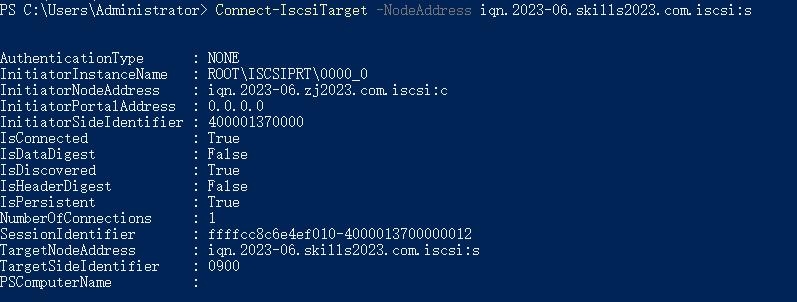 PS C:\Users\Administrator> Connect-IscsiTarget -NodeAddress iqn.2023-06.skills2023.com.iscsi:s
AuthenticationType : NONE
InitiatorInstanceName : ROOT\ISCSIPRT\0000_0
InitiatorNodeAddress : iqn.2023-06.zj2023.com.iscsi:c
InitiatorPortalAddress : 0.0.0.0
InitiatorSideIdentifier : 400001370000
IsConnected : True
IsDataDigest : False
IsDiscovered : True
IsHeaderDigest : False
IsPersistent : True
NumberOfConnections : 1
SessionIdentifier : ffffcc8c6e4ef010-4000013700000012
TargetNodeAddress : iqn.2023-06.skills2023.com.iscsi:s
TargetSideIdentifier : 0900
PSComputerName :